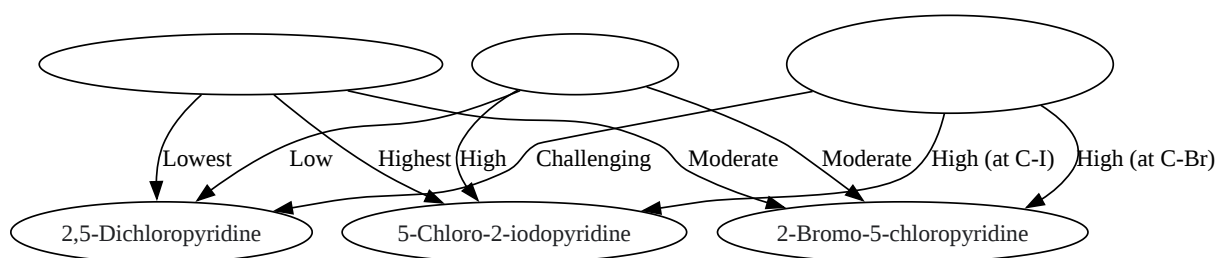 Lowest
Low
Highest
High
Challenging
Moderate
Moderate
High (at C-I)
High (at C-Br)
2,5-Dichloropyridine
5-Chloro-2-iodopyridine
2-Bromo-5-chloropyridine